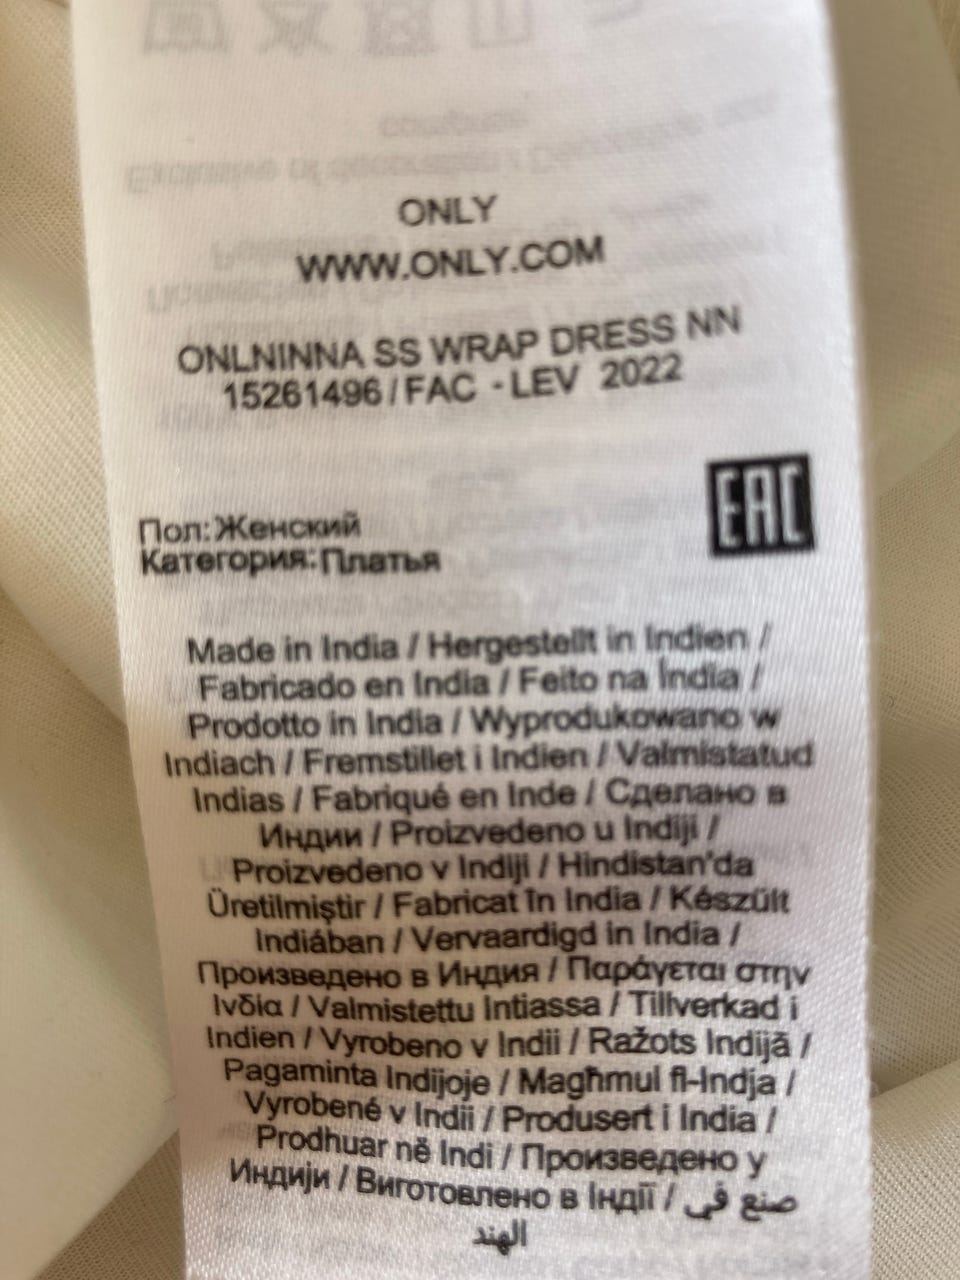 ONLY
WWW.ONLY.COM
ONLNINNA SS WRAP DRESS NN
15261496/FAC - LEV 2022
EAC
Пол:Женский
Категория:Платья
Made in India / Hergestellt in Indien /
Fabricado en India / Feito na Índia /
Prodotto in India / Wyprodukowano w
Indiach / Fremstillet i Indien / Valmistatud
Indias / Fabriqué en Inde / Сделано в
Индии / Proizvedeno u Indiji /
Proizvedeno v Indiji / Hindistan'da
Üretilmiştir / Fabricat în India / Készült
Indiában / Vervaardigd in India /
Произведено в Индия / Παράγεται στην
Ινδία / Valmistettu Intiassa / Tillverkad i
Indien / Vyrobeno v Indii / Ražots Indijā /
Pagaminta Indijoje / Magħmul fl-Indja /
Vyrobené v Indii / Produsert i India /
Prodhuar në Indi / Произведено у
Индији / Виготовлено в Індії / صنع في
الهند